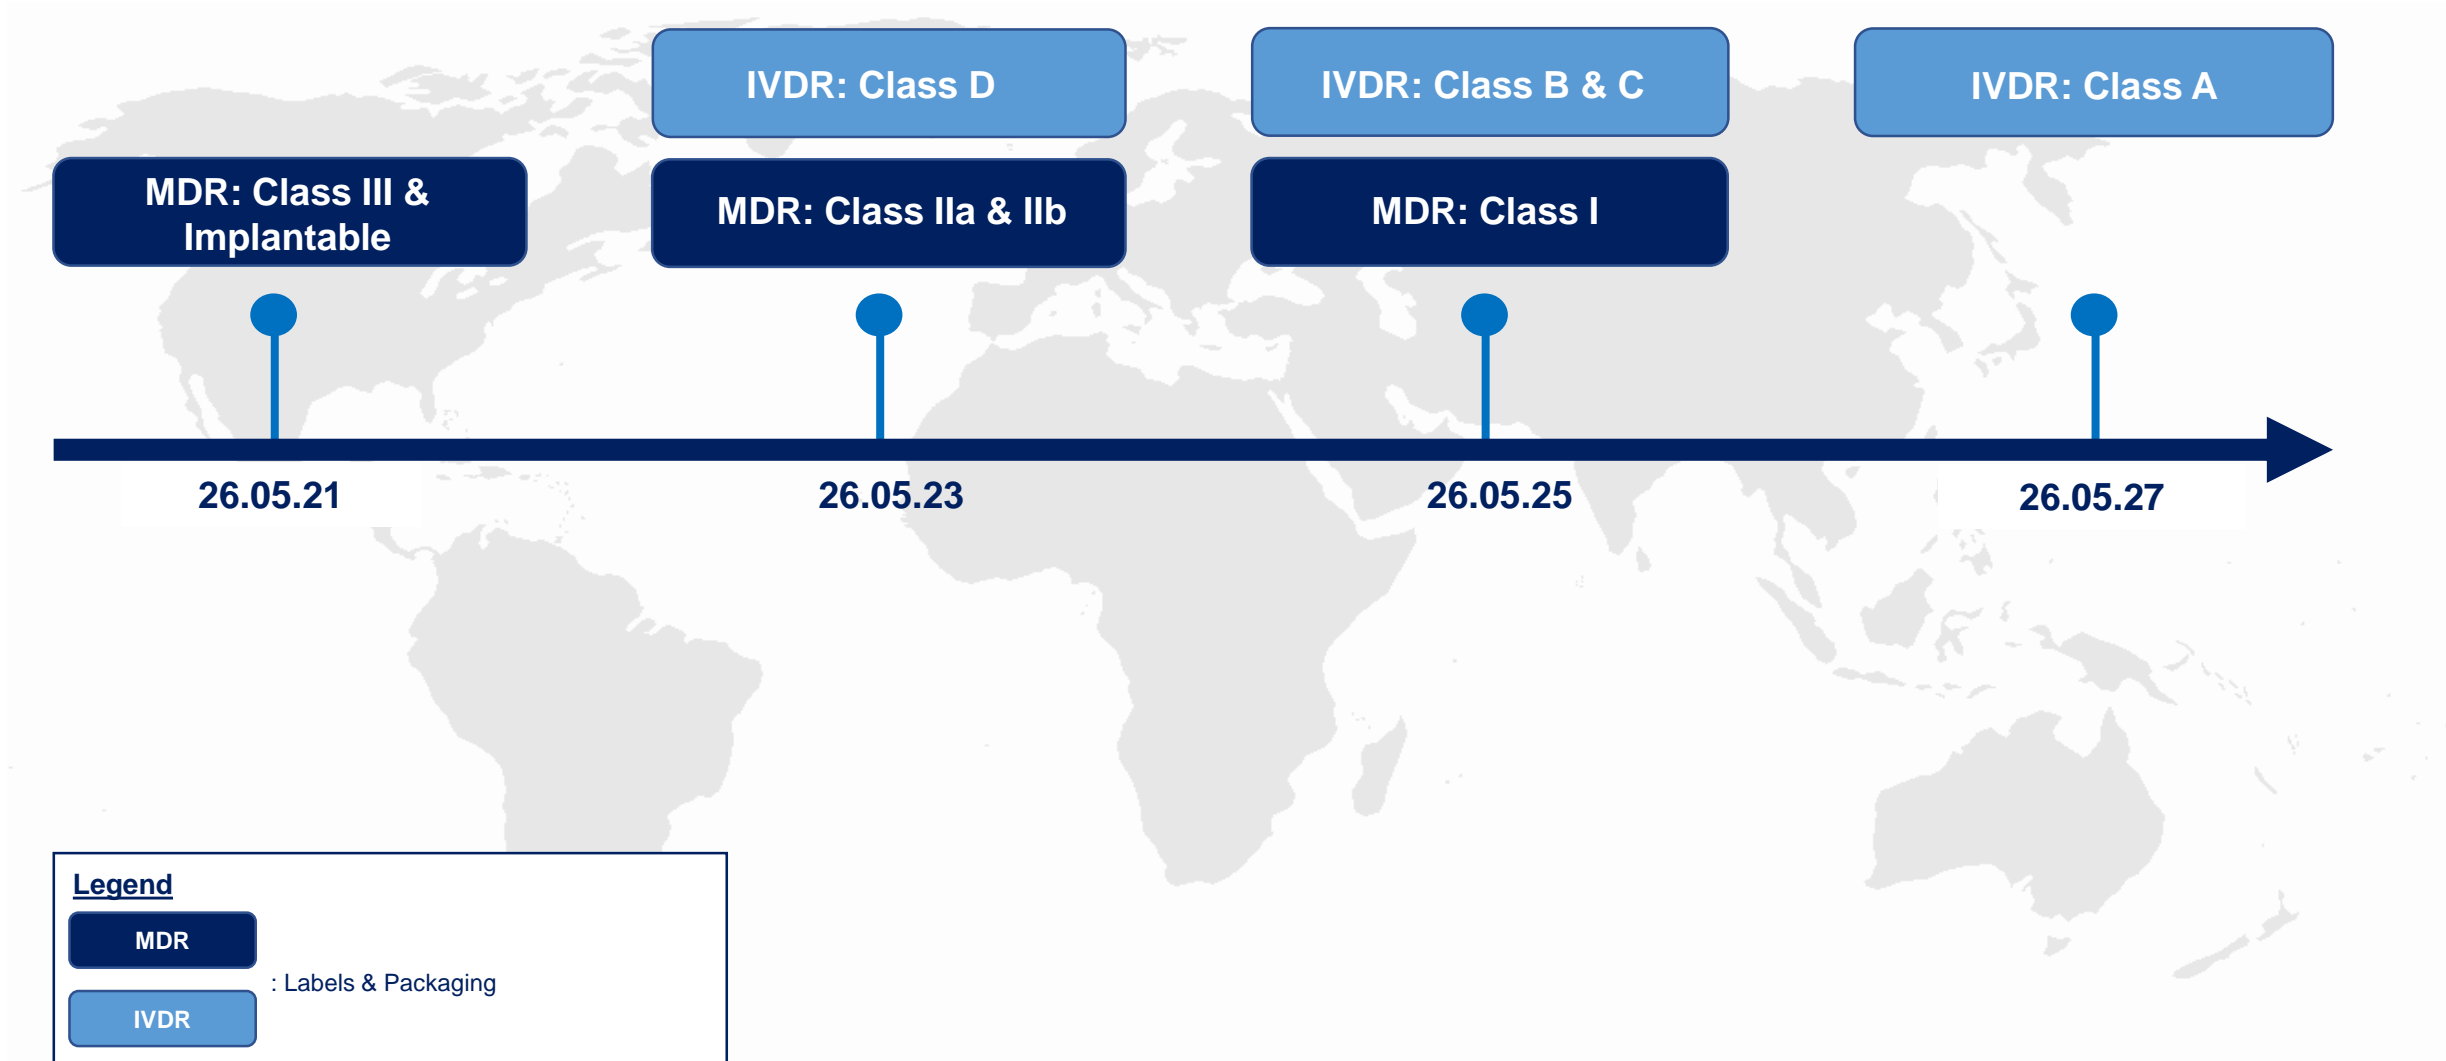 IVDR: Class D
IVDR: Class B & C
IVDR: Class A
MDR: Class III &
Implantable
MDR: Class IIa & IIb
MDR: Class I
26.05.21
26.05.23
26.05.25
26.05.27
Legend
MDR
: Labels & Packaging
IVDR